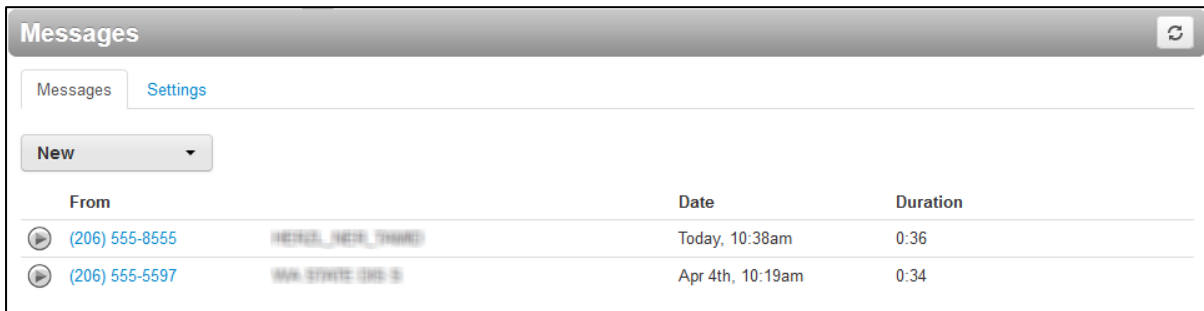 Messages
Messages Settings
New
From Date Duration
(206) 555-8555 Today, 10:38am 0:36
(206) 555-5597 Apr 4th, 10:19am 0:34